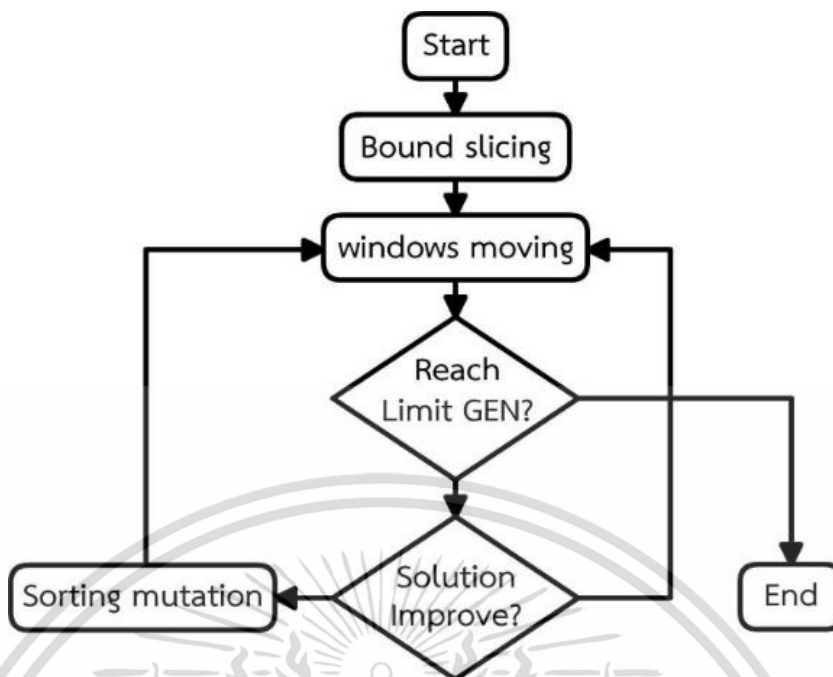 Start
Bound slicing
windows moving
Reach
Limit GEN?
Solution
Improve?
Sorting mutation
End